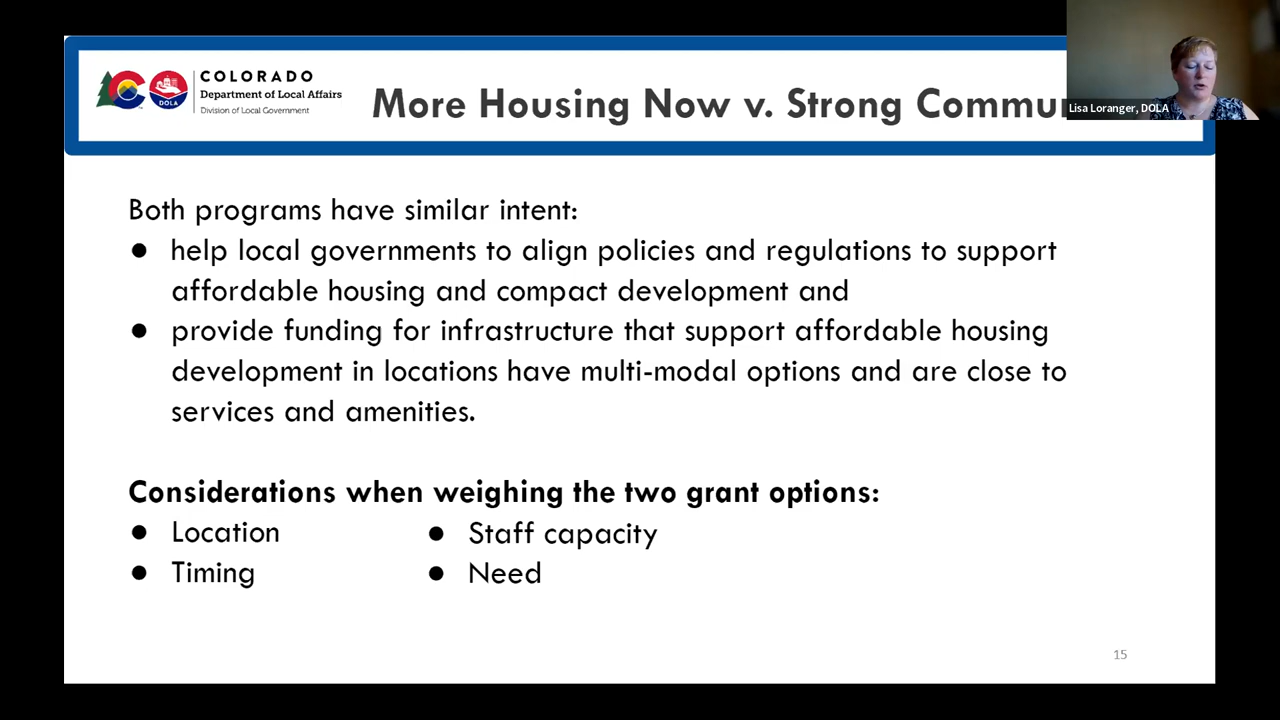 COLORADO
Department of Local Affairs
Division of Local Government
DOLA
More Housing Now v. Strong
Lisa Loranger, DOLA
Both programs have similar intent:
● help local governments to align policies and regulations to support
affordable housing and compact development and
● provide funding for infrastructure that support affordable housing
development in locations have multi-modal options and are close to
services and amenities.
Considerations when weighing the two grant options:
● Location
● Timing
● Staff capacity
● Need
15